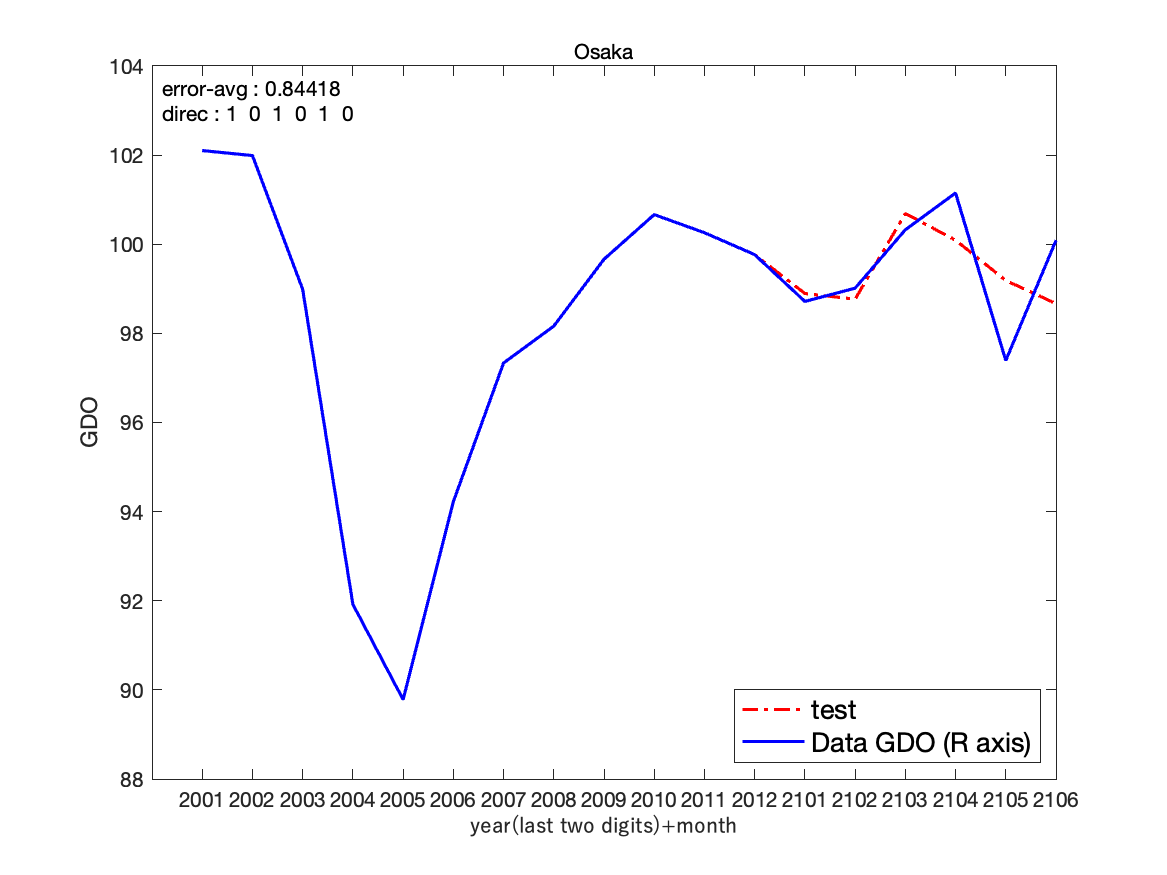 Osaka
104
error-avg : 0.84418
direc : 1 0 1 0 1 0
102
100
98
96
GDO
94
92
90
test
Data GDO (R axis)
88
2001 2002 2003 2004 2005 2006 2007 2008 2009 2010 2011 2012 2101 2102 2103 2104 2105 2106
year(last two digits)+month